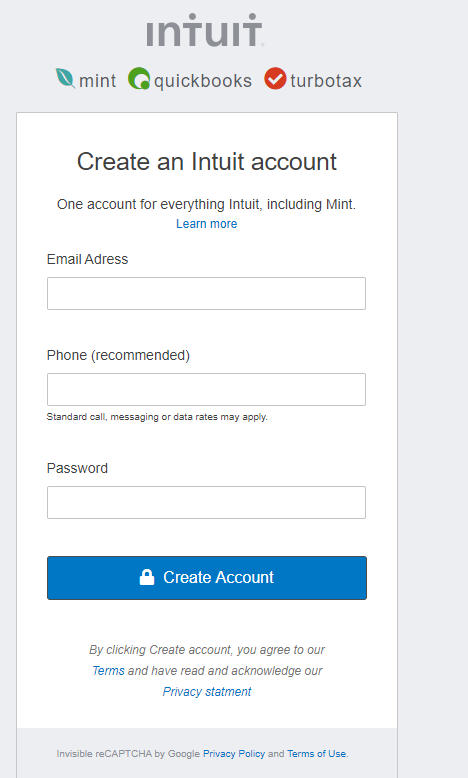 intuit
mint quickbooks turbotax
Create an Intuit account
One account for everything Intuit, including Mint.
Learn more
Email Adress
Phone (recommended)
Standard call, messaging or data rates may apply.
Password
Create Account
By clicking Create account, you agree to our
Terms and have read and acknowledge our
Privacy statment
Invisible reCAPTCHA by Google Privacy Policy and Terms of Use.